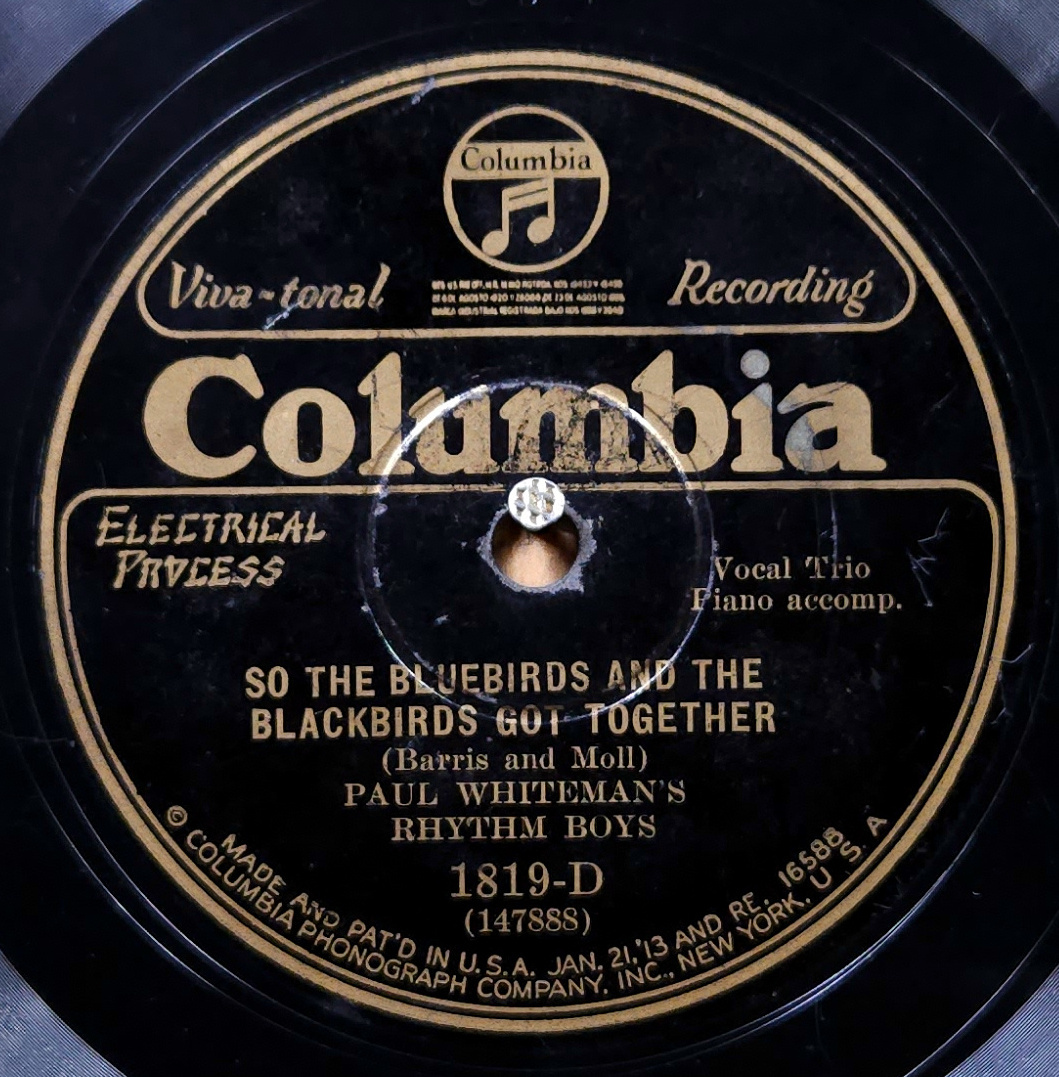 Columbia
Viva-tonal
Recording
Columbia
ELECTRICAL
PROCESS
Vocal Trio
Piano accomp.
SO THE BLUEBIRDS AND THE
BLACKBIRDS GOT TOGETHER
(Barris and Moll)
PAUL WHITEMAN'S
RHYTHM BOYS
1819-D
(147888)
MADE AND PAT'D IN U.S.A. JAN. 21, '13 AND RE. 16588
© COLUMBIA PHONOGRAPH COMPANY, INC., NEW YORK, U.S.A